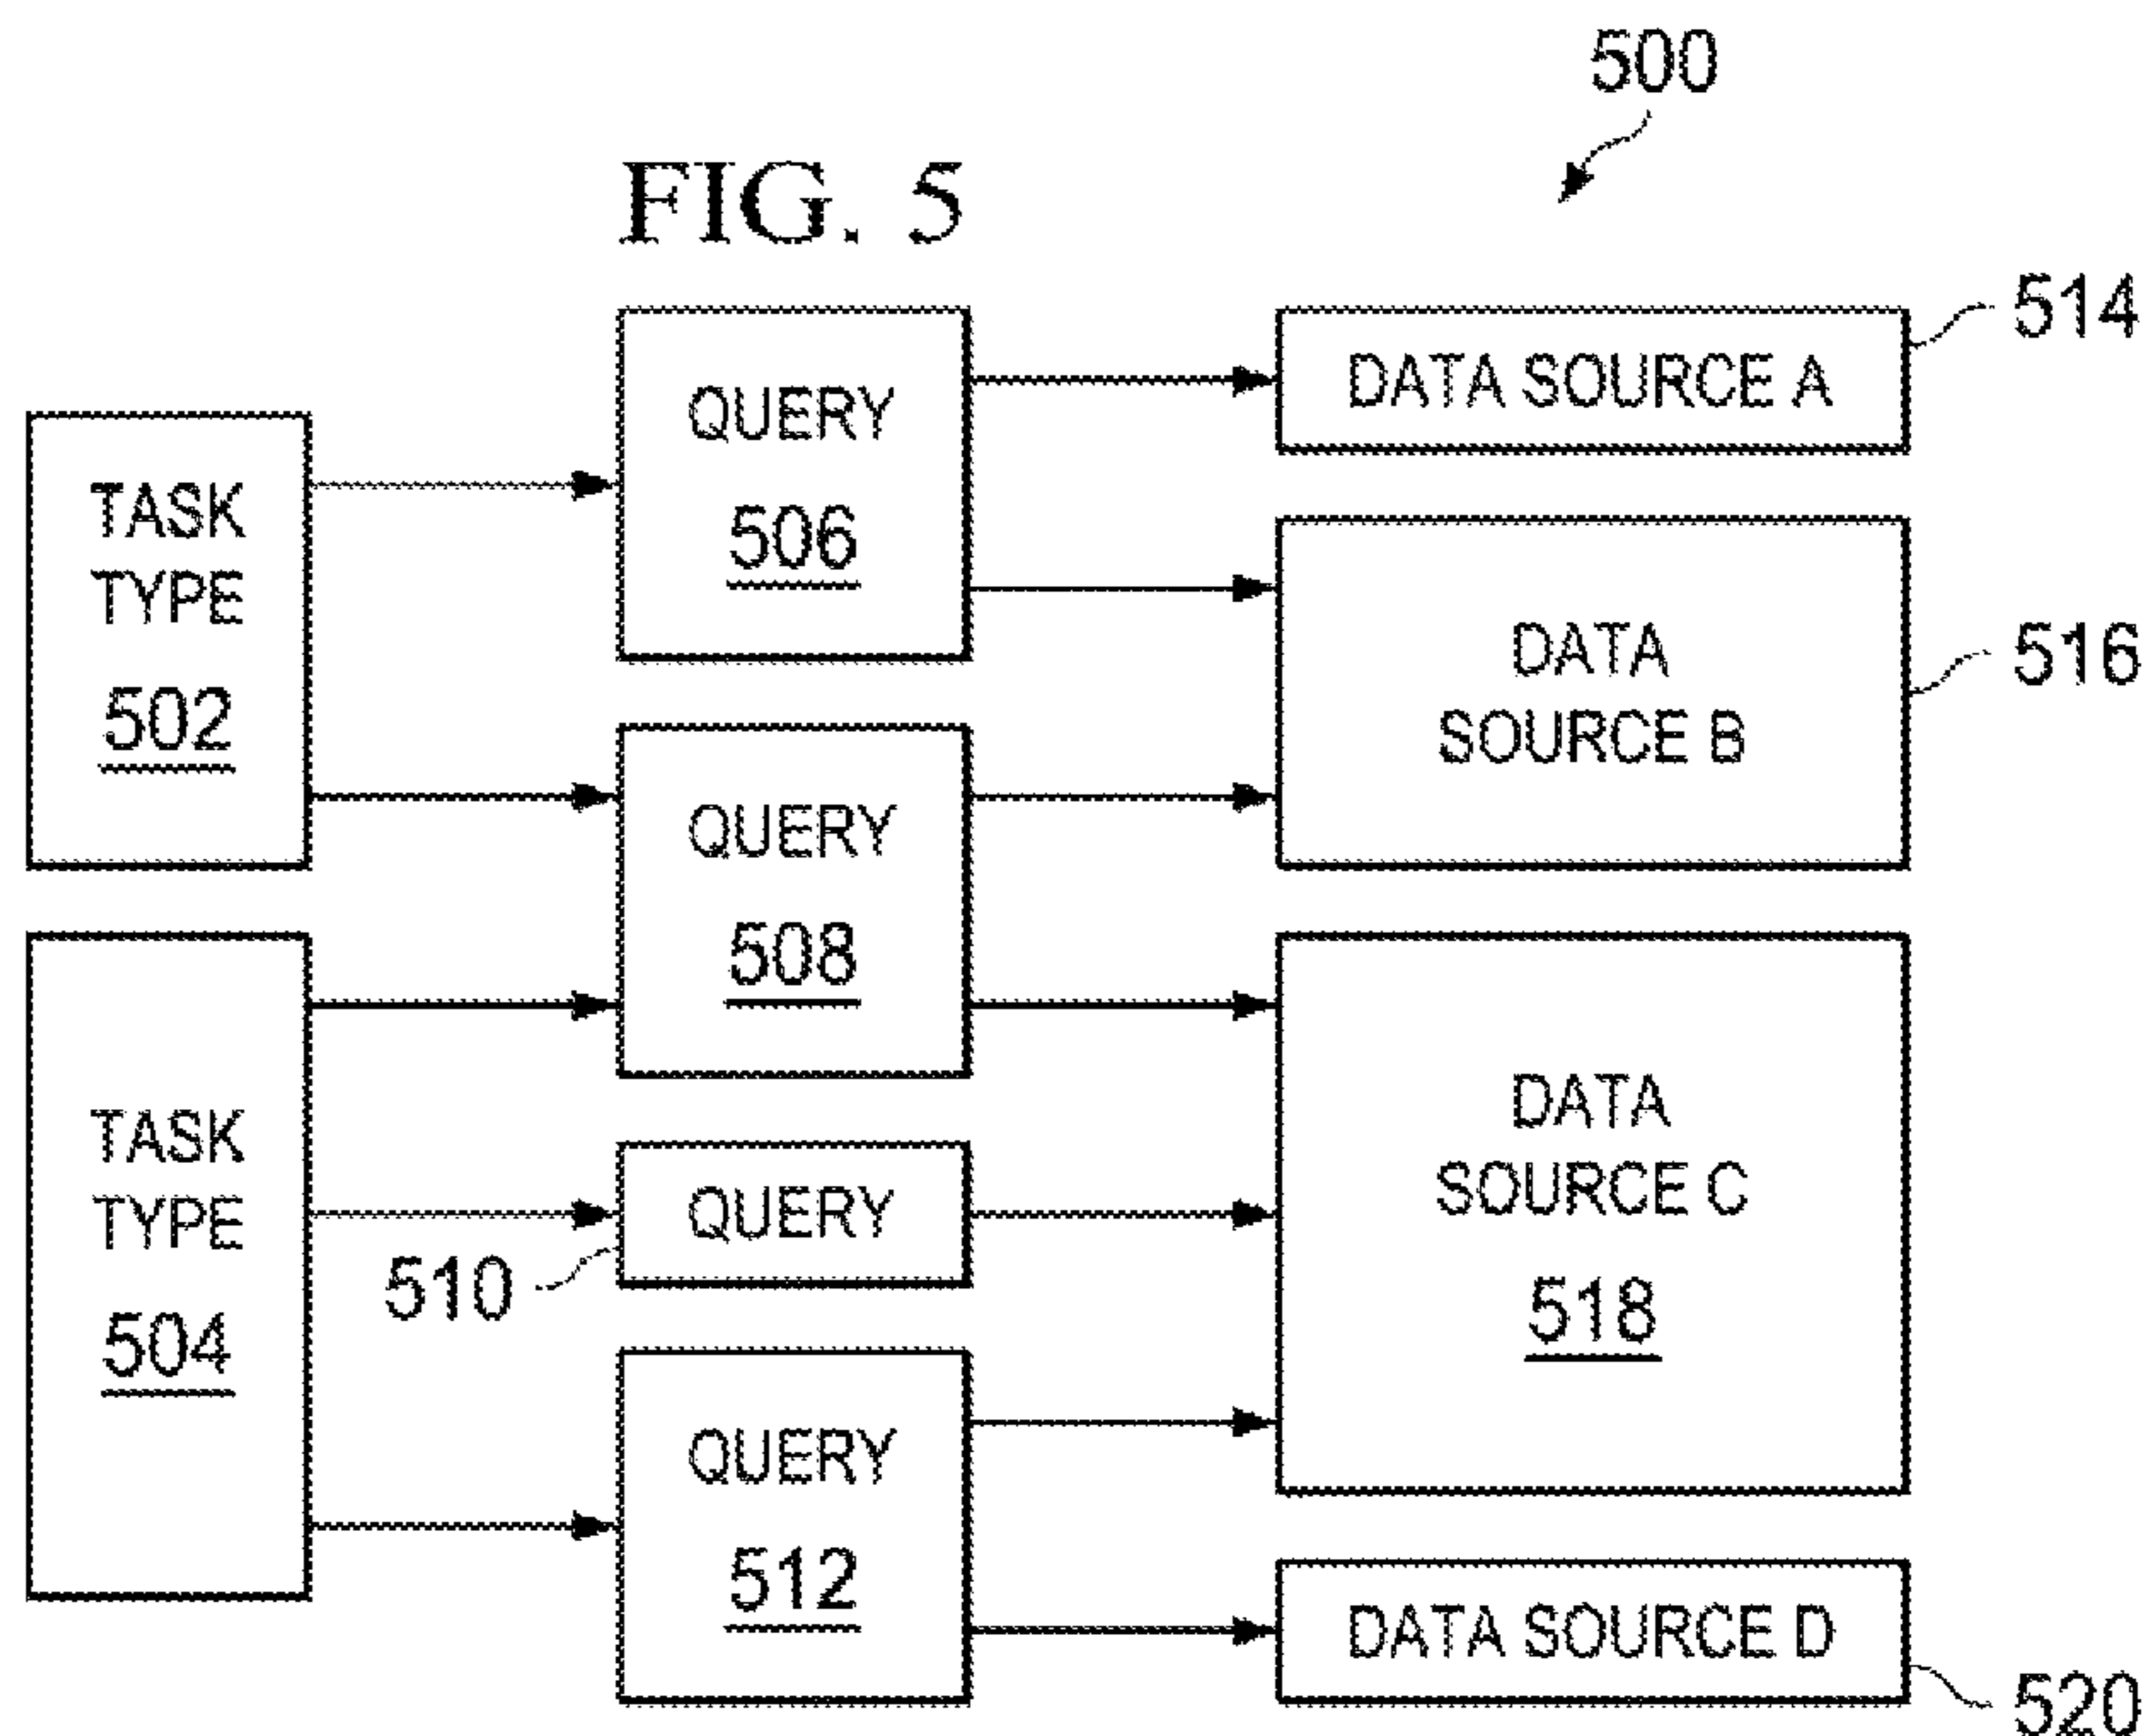 500
FIG. 5
TASK
TYPE
502
TASK
TYPE
504
QUERY
506
QUERY
508
QUERY
510
QUERY
512
DATA SOURCE A
514
DATA
SOURCE B
516
DATA
SOURCE C
518
DATA SOURCE D
520